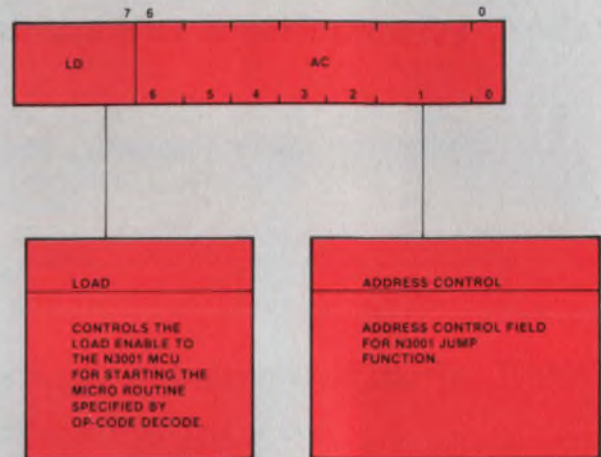 7 6 0
LD AC
6 5 4 3 2 1 0
LOAD
CONTROLS THE
LOAD ENABLE TO
THE N3001 MCU
FOR STARTING THE
MICRO ROUTINE
SPECIFIED BY
OP-CODE DECODE.
ADDRESS CONTROL
ADDRESS CONTROL FIELD
FOR N3001 JUMP
FUNCTION.